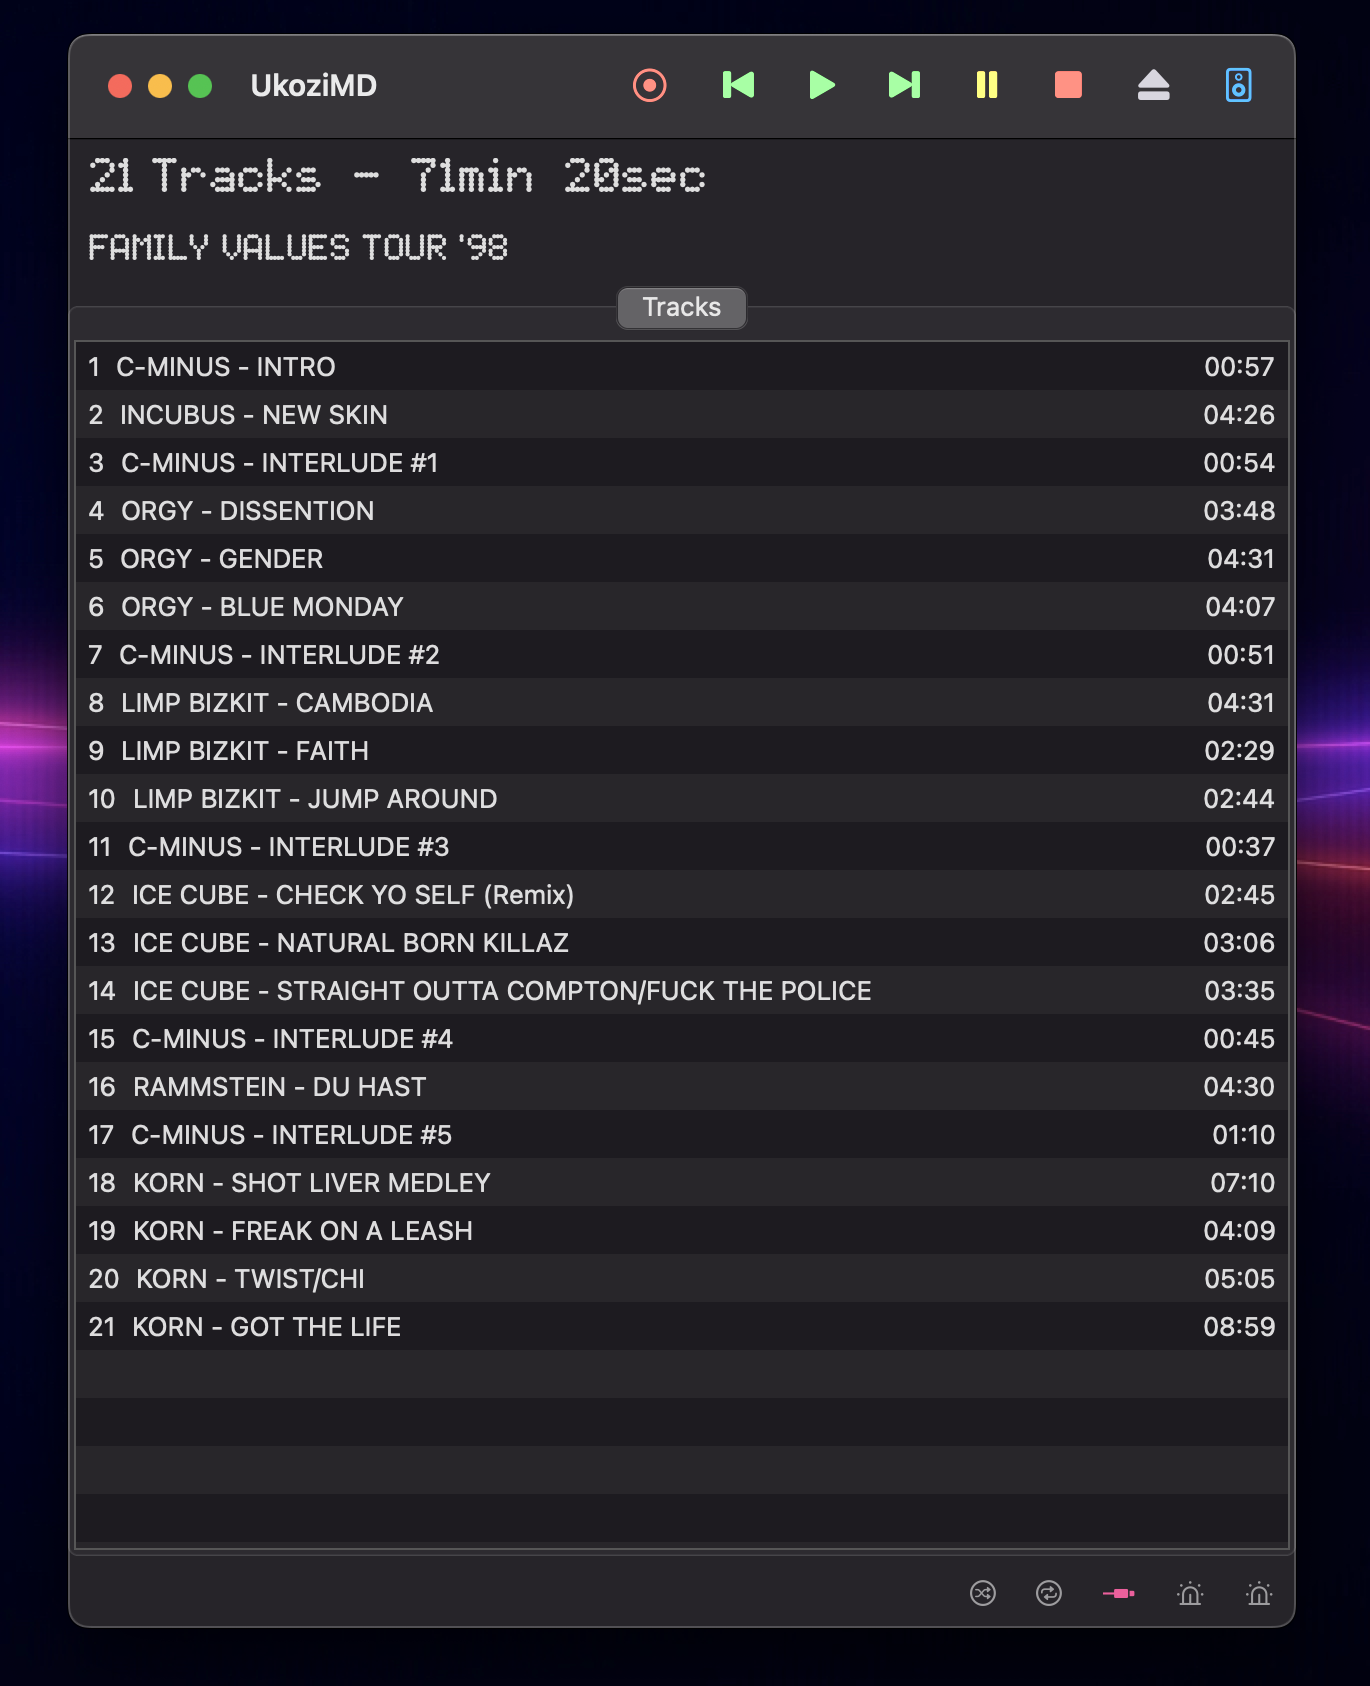 UkoziMD
21 Tracks - 71min 20sec
FAMILY VALUES TOUR '98
Tracks
1 C-MINUS - INTRO 00:57
2 INCUBUS - NEW SKIN 04:26
3 C-MINUS - INTERLUDE #1 00:54
4 ORGY - DISSENTION 03:48
5 ORGY - GENDER 04:31
6 ORGY - BLUE MONDAY 04:07
7 C-MINUS - INTERLUDE #2 00:51
8 LIMP BIZKIT - CAMBODIA 04:31
9 LIMP BIZKIT - FAITH 02:29
10 LIMP BIZKIT - JUMP AROUND 02:44
11 C-MINUS - INTERLUDE #3 00:37
12 ICE CUBE - CHECK YO SELF (Remix) 02:45
13 ICE CUBE - NATURAL BORN KILLAZ 03:06
14 ICE CUBE - STRAIGHT OUTTA COMPTON/FUCK THE POLICE 03:35
15 C-MINUS - INTERLUDE #4 00:45
16 RAMMSTEIN - DU HAST 04:30
17 C-MINUS - INTERLUDE #5 01:10
18 KORN - SHOT LIVER MEDLEY 07:10
19 KORN - FREAK ON A LEASH 04:09
20 KORN - TWIST/CHI 05:05
21 KORN - GOT THE LIFE 08:59